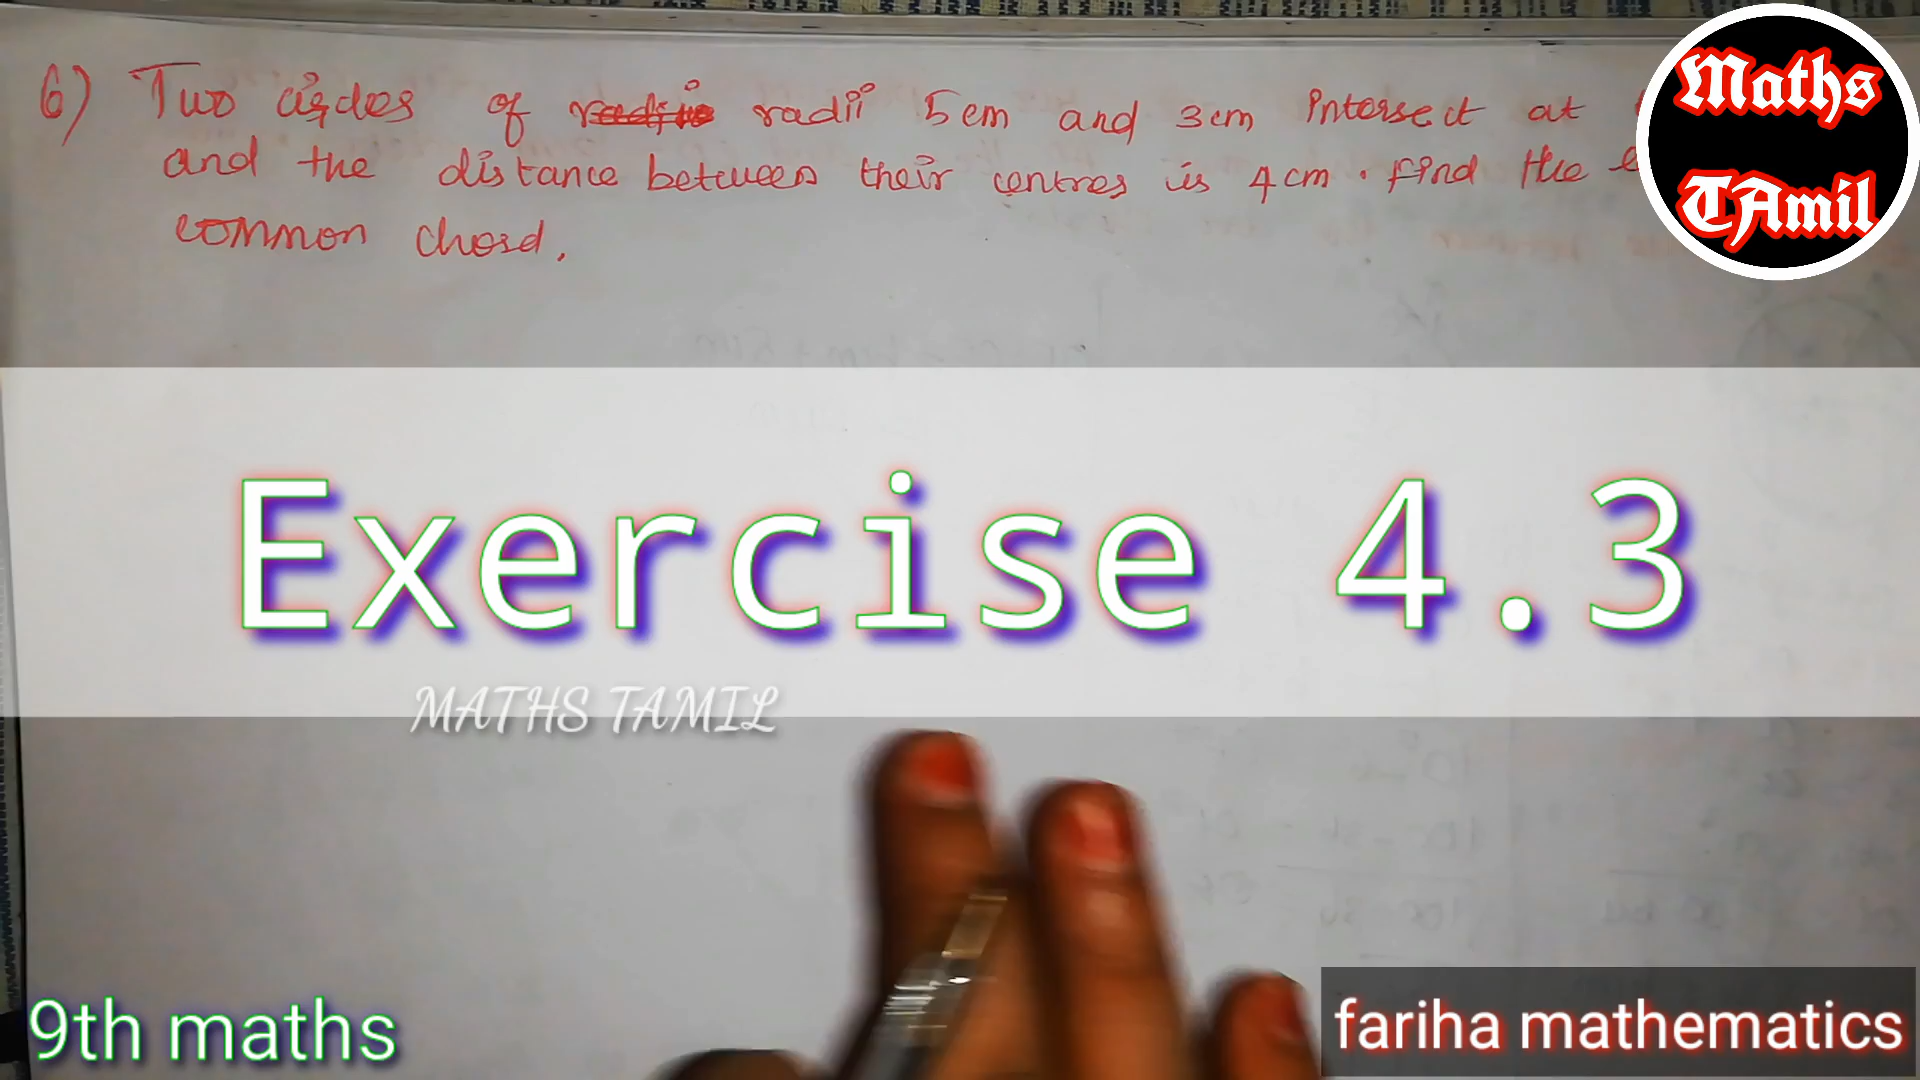 6) Two circles of radii 5cm and 3cm intersect at
and the distance between their centres is 4cm. Find the
common chord.
Maths
TAmil
Exercise 4.3
MATHS TAMIL
9th maths
fariha mathematics